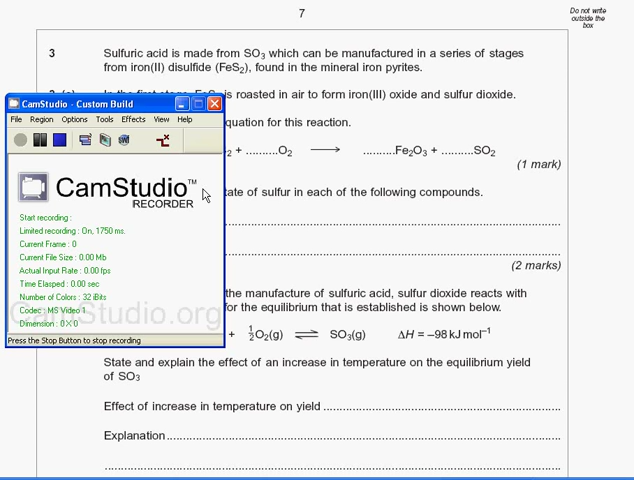 7
Do not write
outside the
box
3 Sulfuric acid is made from SO3 which can be manufactured in a series of stages
from iron(II) disulfide (FeS2), found in the mineral iron pyrites.
is roasted in air to form iron(III) oxide and sulfur dioxide.
equation for this reaction.
+ ..........O2 ⟶ ..........Fe2O3 + ..........SO2
(1 mark)
of sulfur in each of the following compounds.
(2 marks)
the manufacture of sulfuric acid, sulfur dioxide reacts with
for the equilibrium that is established is shown below.
+ ½O2(g) ⇌ SO3(g) ΔH = –98 kJ mol–1
State and explain the effect of an increase in temperature on the equilibrium yield
of SO3
Effect of increase in temperature on yield ..........
Explanation..........
CamStudio - Custom Build
File Region Options Tools Effects View Help
CamStudio™
RECORDER
Start recording :
Limited recording : On, 1750 ms.
Current Frame : 0
Current File Size : 0.00 Mb
Actual Input Rate : 0.00 fps
Time Elasped : 0.00 sec
Number of Colors : 32 iBits
Codec : MS Video 1
Dimension : 0 X 0
CamStudio.org
Press the Stop Button to stop recording